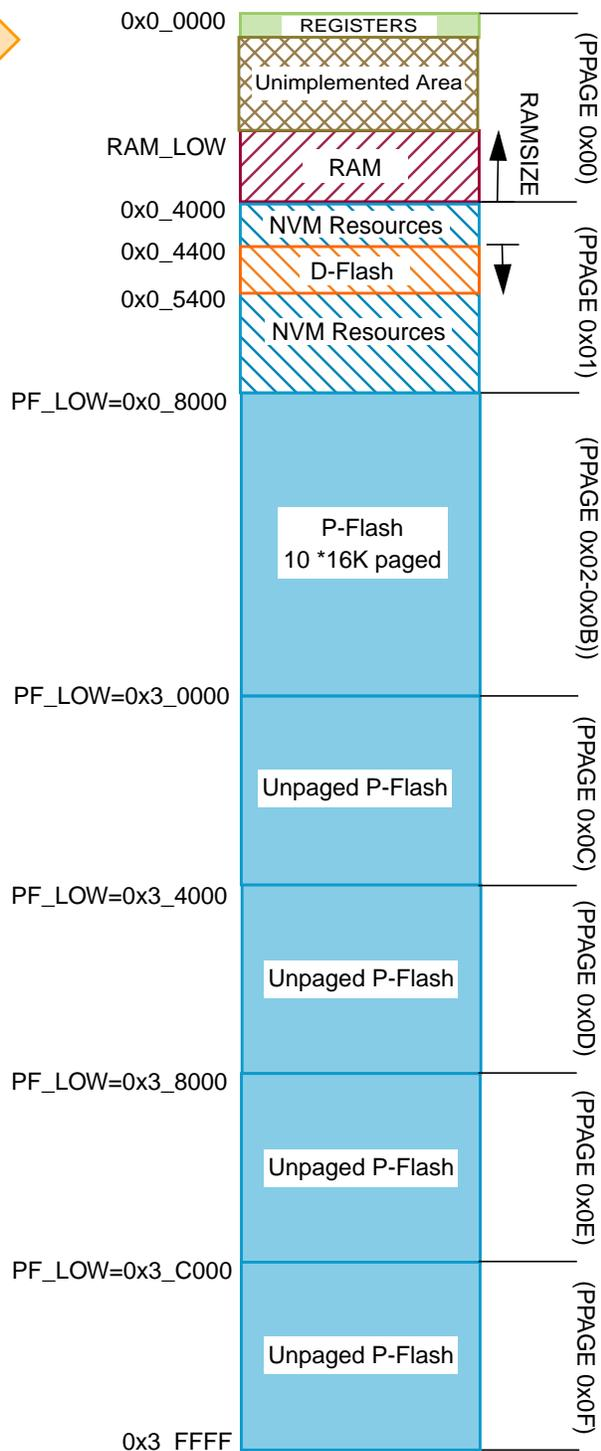 0x0_0000
REGISTERS
(PPAGE 0x00)
Unimplemented Area
RAM_LOW
RAM
RAMSIZE
0x0_4000
NVM Resources
(PPAGE 0x01)
0x0_4400
D-Flash
0x0_5400
NVM Resources
PF_LOW=0x0_8000
P-Flash
10 *16K paged
(PPAGE 0x02-0x0B))
PF_LOW=0x3_0000
Unpaged P-Flash
(PPAGE 0x0C)
PF_LOW=0x3_4000
Unpaged P-Flash
(PPAGE 0x0D)
PF_LOW=0x3_8000
Unpaged P-Flash
(PPAGE 0x0E)
PF_LOW=0x3_C000
Unpaged P-Flash
(PPAGE 0x0F)
0x3_FFFF